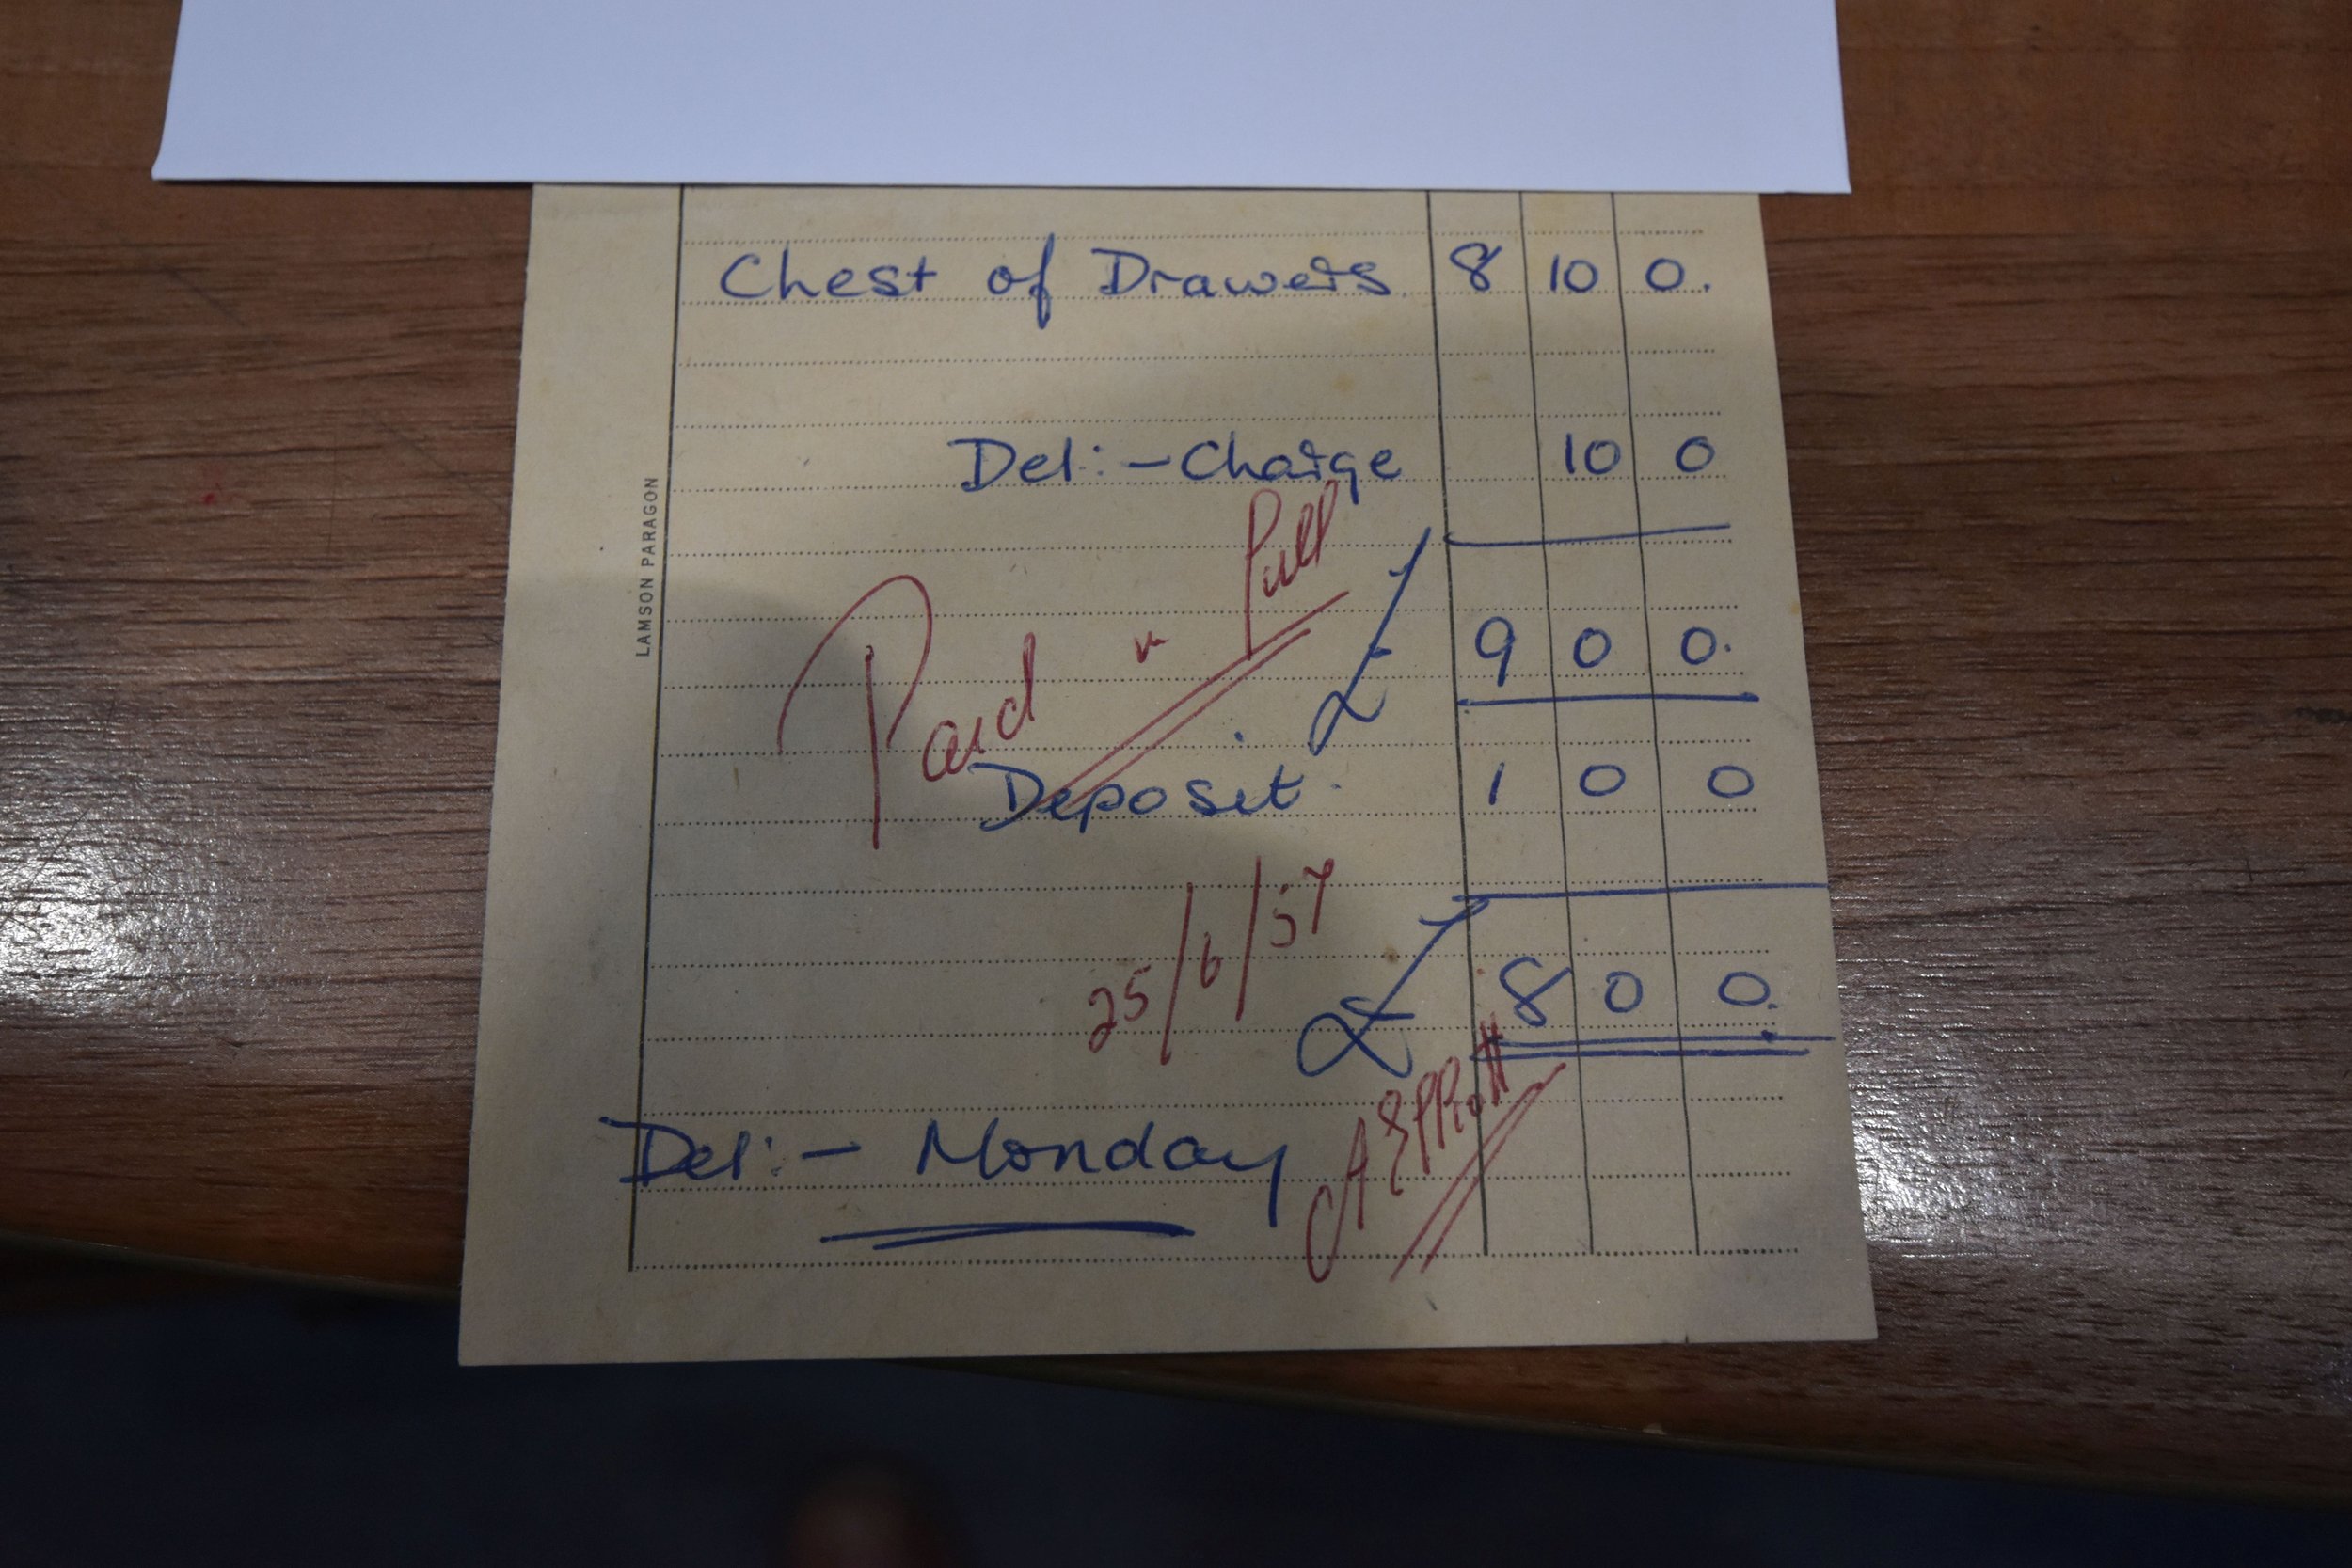 Chest of Drawers 8 10 0.
Del:- Charge 10 0
LAMSON PARAGON
Paid in Full
£ 9 0 0.
Deposit. 1 0 0
25/6/57
£ 8 0 0.
Del:- Monday